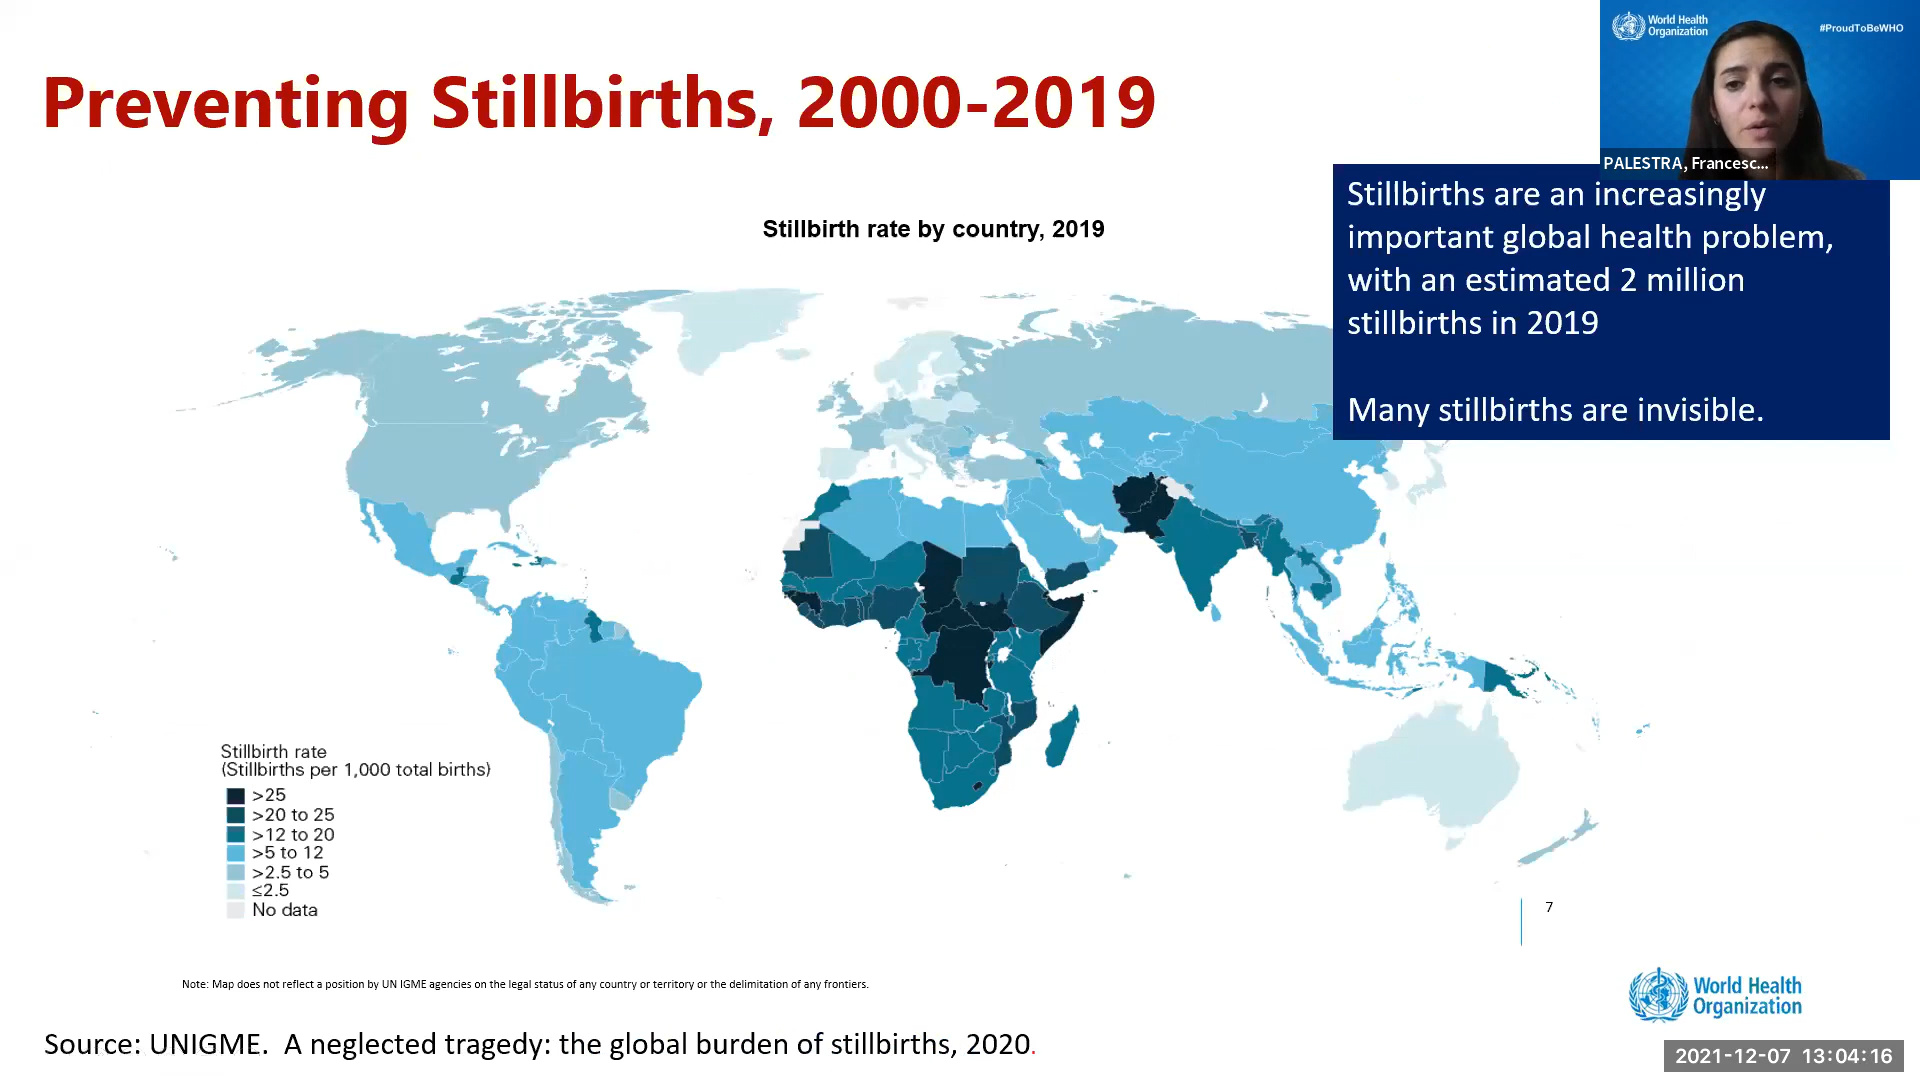 World Health
Organization
#ProudToBeWHO
Preventing Stillbirths, 2000-2019
PALESTRA, Francesc...
Stillbirths are an increasingly
important global health problem,
with an estimated 2 million
stillbirths in 2019
Many stillbirths are invisible.
Stillbirth rate by country, 2019
Stillbirth rate
(Stillbirths per 1,000 total births)
>25
>20 to 25
>12 to 20
>5 to 12
>2.5 to 5
≤2.5
No data
7
Note: Map does not reflect a position by UN IGME agencies on the legal status of any country or territory or the delimitation of any frontiers.
World Health
Organization
Source: UNIGME.  A neglected tragedy: the global burden of stillbirths, 2020.
2021-12-07 13:04:16